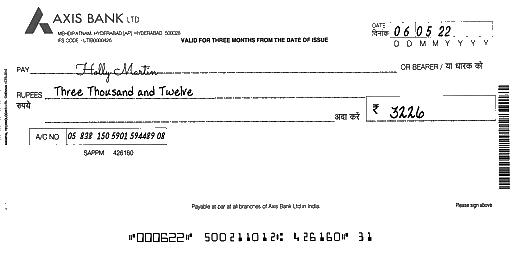 AXIS BANK LTD
MEHDIPATNAM, HYDERABAD [AP] HYDERABAD 500028
IFS CODE - UTIB0000426
VALID FOR THREE MONTHS FROM THE DATE OF ISSUE
DATE
दिनांक 06 05 22
D D M M Y Y Y Y
PAY Holly Martin OR BEARER / या धारक को
RUPEES Three Thousand and Twelve
रुपये अदा करें ₹ 3226
A/C NO 05 838 150 5901 594489 08
SAPPM 426160
Payable at par at all branches of Axis Bank Ltd in India.
Please sign above
⑈000622⑈ 500211012⑆ 426160⑈ 31